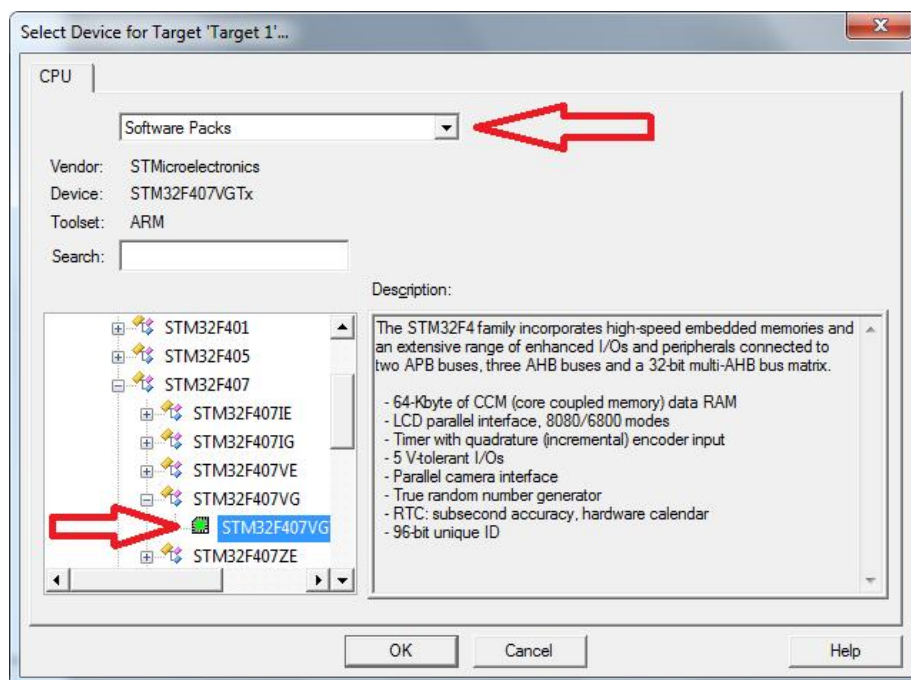 Select Device for Target 'Target 1'...
CPU
Software Packs
Vendor: STMicroelectronics
Device: STM32F407VGTx
Toolset: ARM
Search:
Description:
STM32F401
STM32F405
STM32F407
STM32F407IE
STM32F407IG
STM32F407VE
STM32F407VG
STM32F407VG
STM32F407ZE
The STM32F4 family incorporates high-speed embedded memories and
an extensive range of enhanced I/Os and peripherals connected to
two APB buses, three AHB buses and a 32-bit multi-AHB bus matrix.
- 64-Kbyte of CCM (core coupled memory) data RAM
- LCD parallel interface, 8080/6800 modes
- Timer with quadrature (incremental) encoder input
- 5 V-tolerant I/Os
- Parallel camera interface
- True random number generator
- RTC: subsecond accuracy, hardware calendar
- 96-bit unique ID
OK Cancel Help